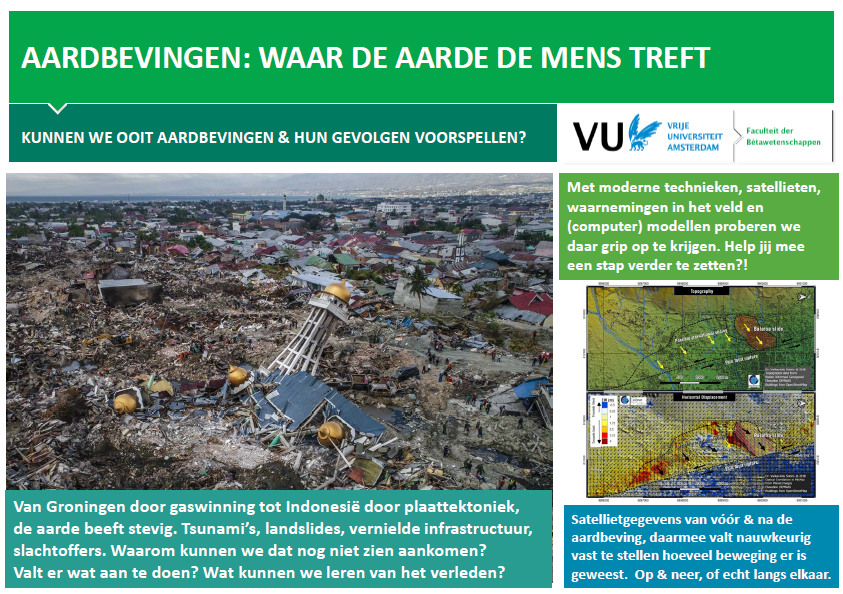 AARDBEVINGEN: WAAR DE AARDE DE MENS TREFT
KUNNEN WE OOIT AARDBEVINGEN & HUN GEVOLGEN VOORSPELLEN?
VU
VRIJE
UNIVERSITEIT
AMSTERDAM
Faculteit der
Bètawetenschappen
Met moderne technieken, satellieten,
waarnemingen in het veld en
(computer) modellen proberen we
daar grip op te krijgen. Help jij mee
een stap verder te zetten?!
Topography
Balaroa slide
Horizontal Displacement
Balaroa slide
Van Groningen door gaswinning tot Indonesië door plaattektoniek,
de aarde beeft stevig. Tsunami’s, landslides, vernielde infrastructuur,
slachtoffers. Waarom kunnen we dat nog niet zien aankomen?
Valt er wat aan te doen? Wat kunnen we leren van het verleden?
Satellietgegevens van vóór & na de
aardbeving, daarmee valt nauwkeurig
vast te stellen hoeveel beweging er is
geweest. Op & neer, of echt langs elkaar.